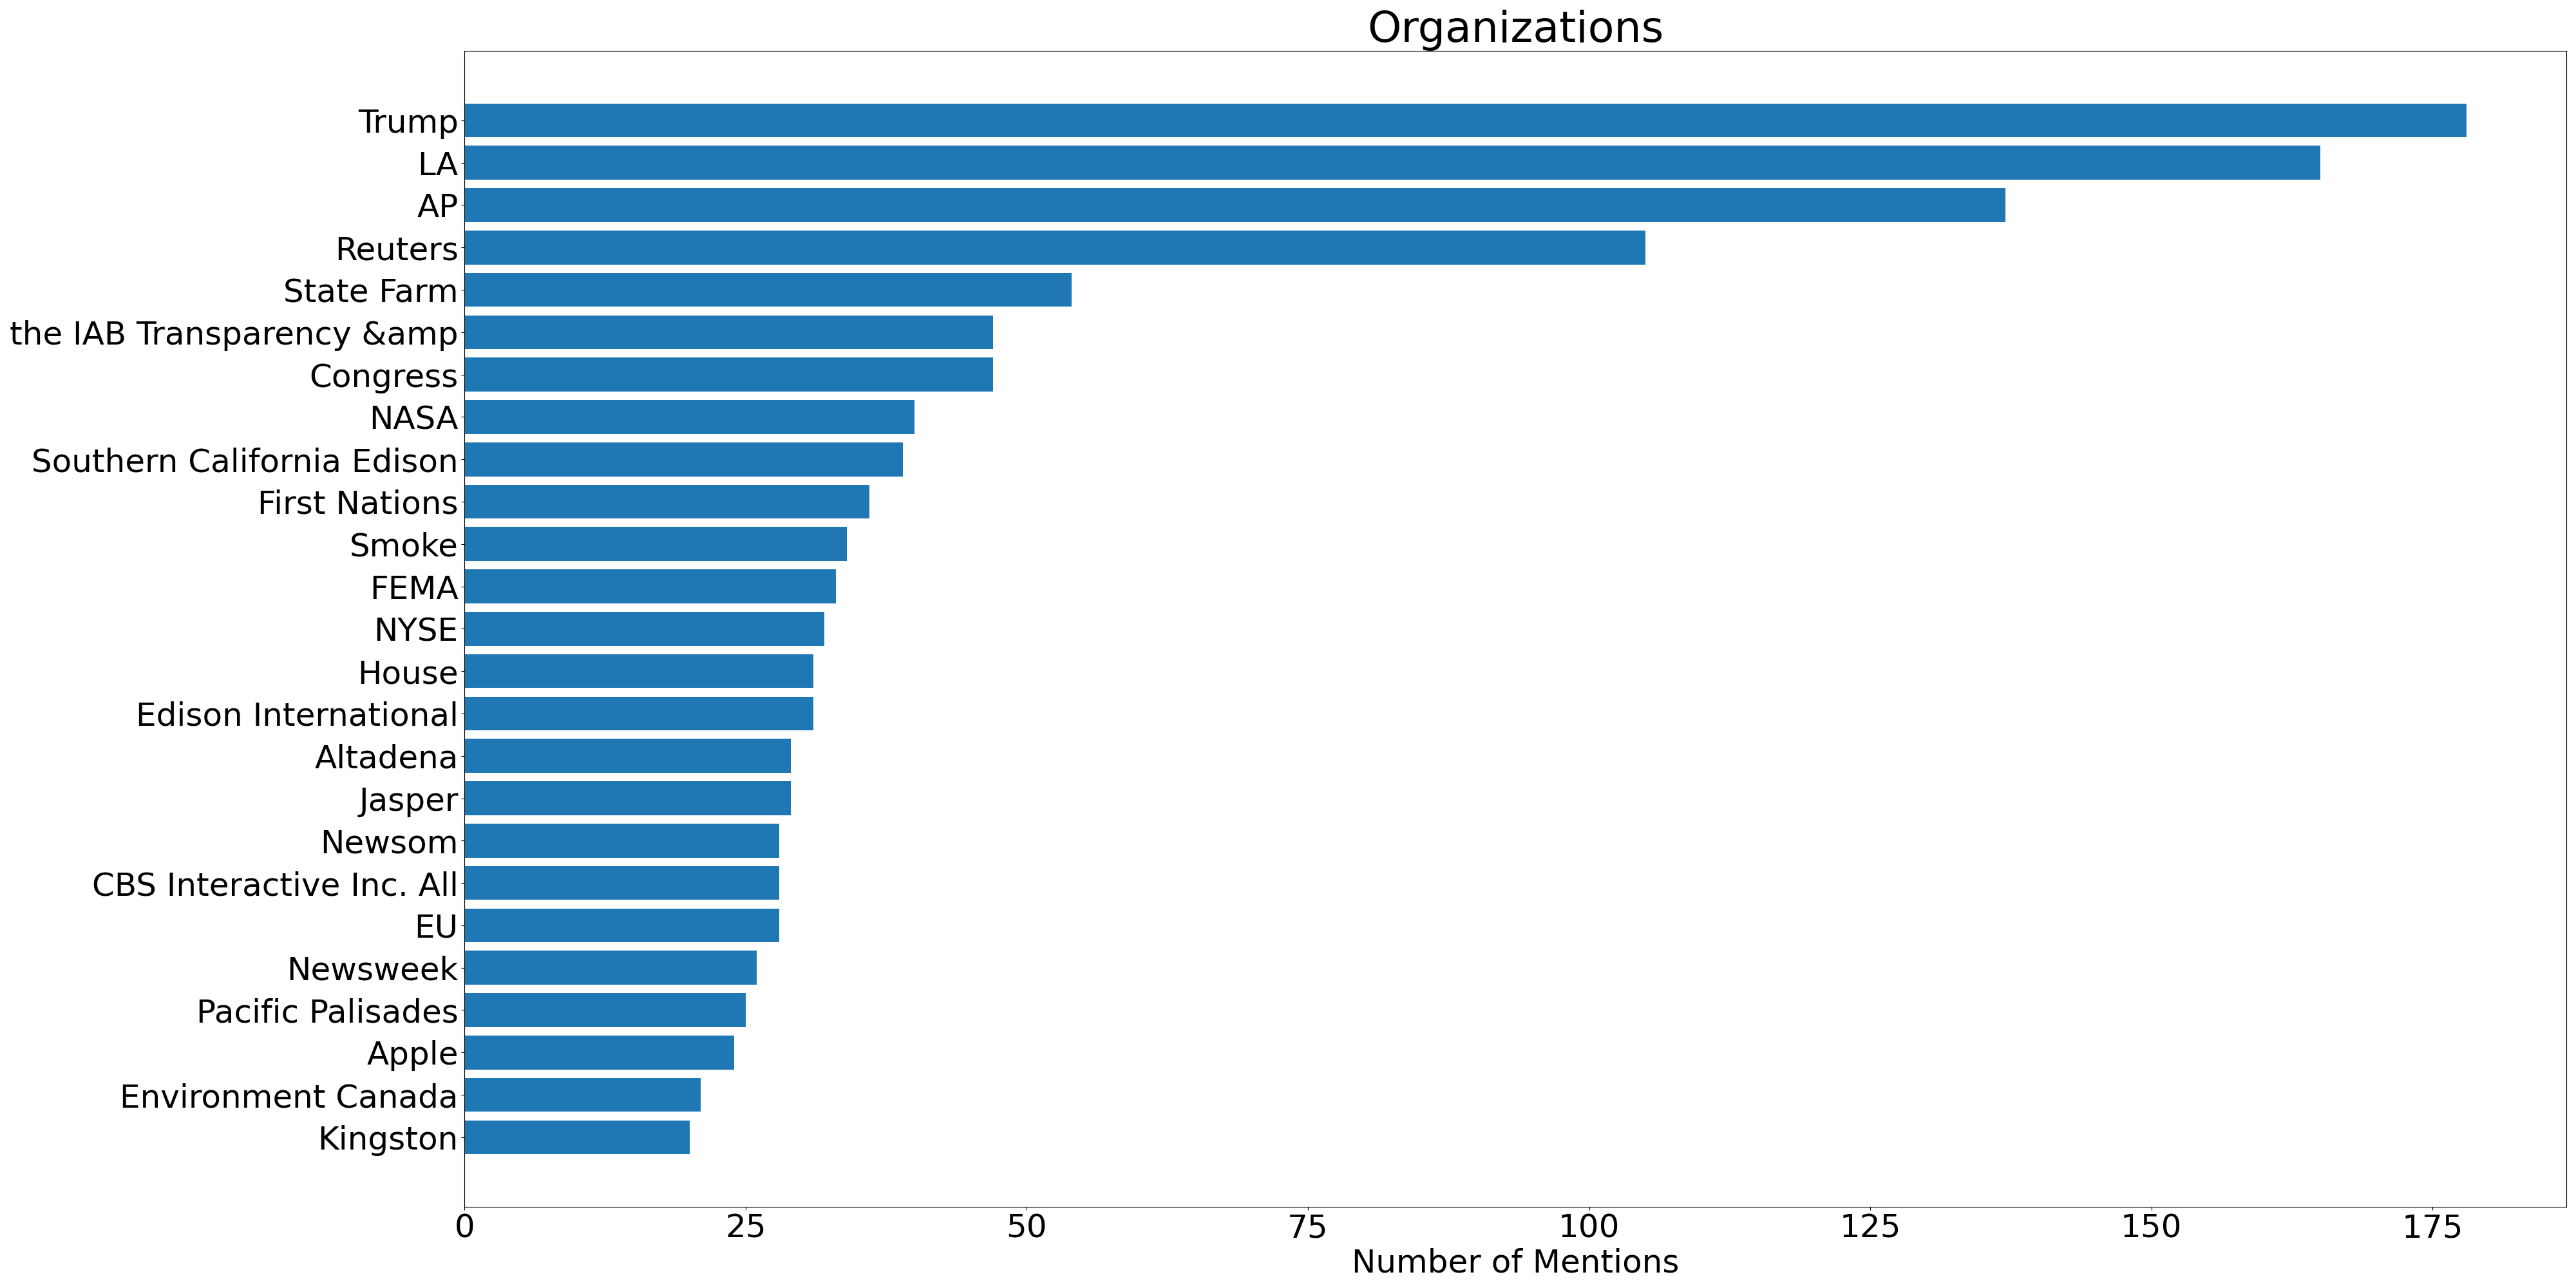 Organizations
Trump
LA
AP
Reuters
State Farm
the IAB Transparency &amp
Congress
NASA
Southern California Edison
First Nations
Smoke
FEMA
NYSE
House
Edison International
Altadena
Jasper
Newsom
CBS Interactive Inc. All
EU
Newsweek
Pacific Palisades
Apple
Environment Canada
Kingston
0 25 50 75 100 125 150 175
Number of Mentions